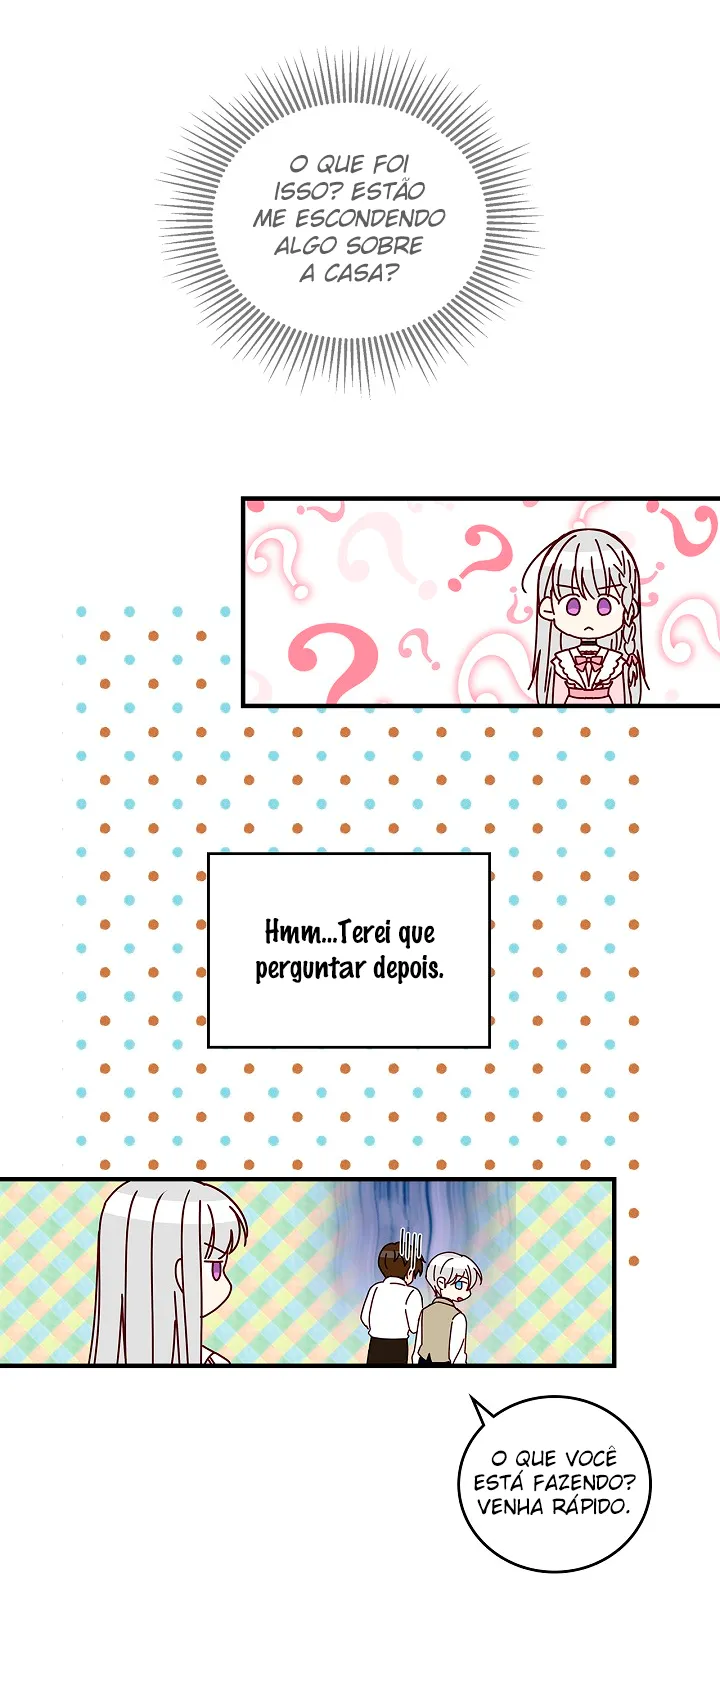 O QUE FOI
ISSO? ESTÃO
ME ESCONDENDO
ALGO SOBRE
A CASA?
Hmm...Terei que
perguntar depois.
O QUE VOCÊ
ESTÁ FAZENDO?
VENHA RÁPIDO.